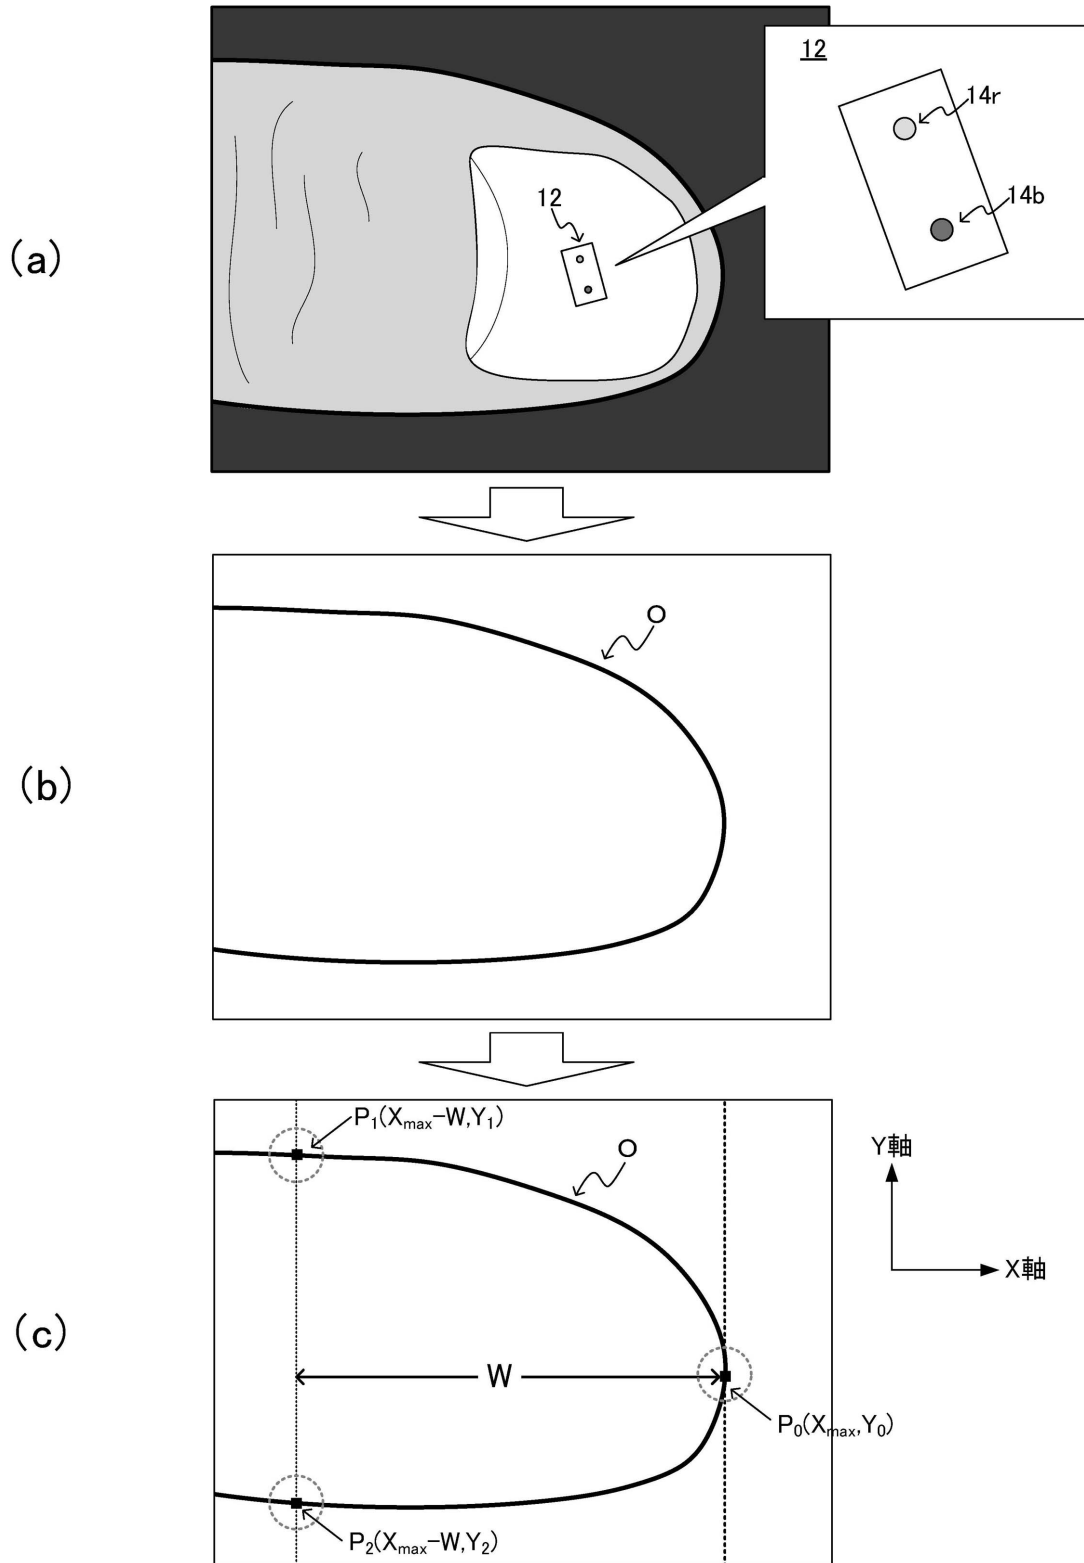 (a)
12
14r
14b
12
(b)
O
(c)
P₁(Xₘₐₓ-W,Y₁)
O
Y軸
X軸
W
P₀(Xₘₐₓ,Y₀)
P₂(Xₘₐₓ-W,Y₂)